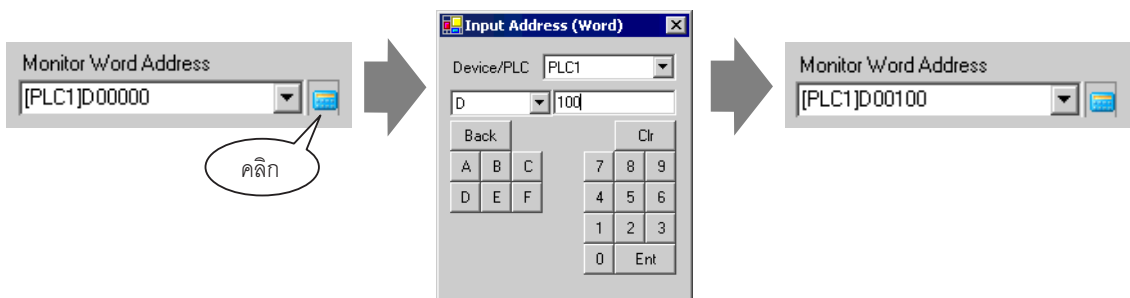 Monitor Word Address
[PLC1]D00000
คลิก
Input Address (Word)
Device/PLC PLC1
D 100
Back Clr
A B C 7 8 9
D E F 4 5 6
1 2 3
0 Ent
Monitor Word Address
[PLC1]D00100